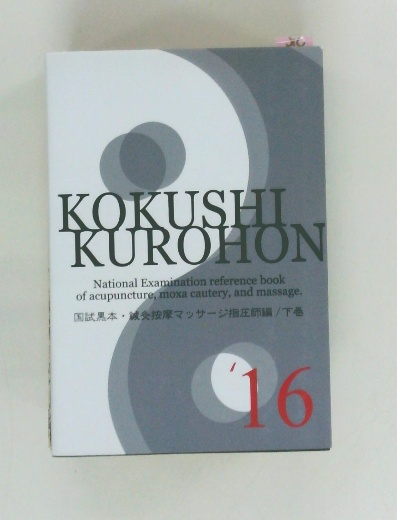 KOKUSHI
KUROHON
National Examination reference book
of acupuncture, moxa cautery, and massage.
国試黒本・鍼灸按摩マッサージ指圧師編/下巻
'16